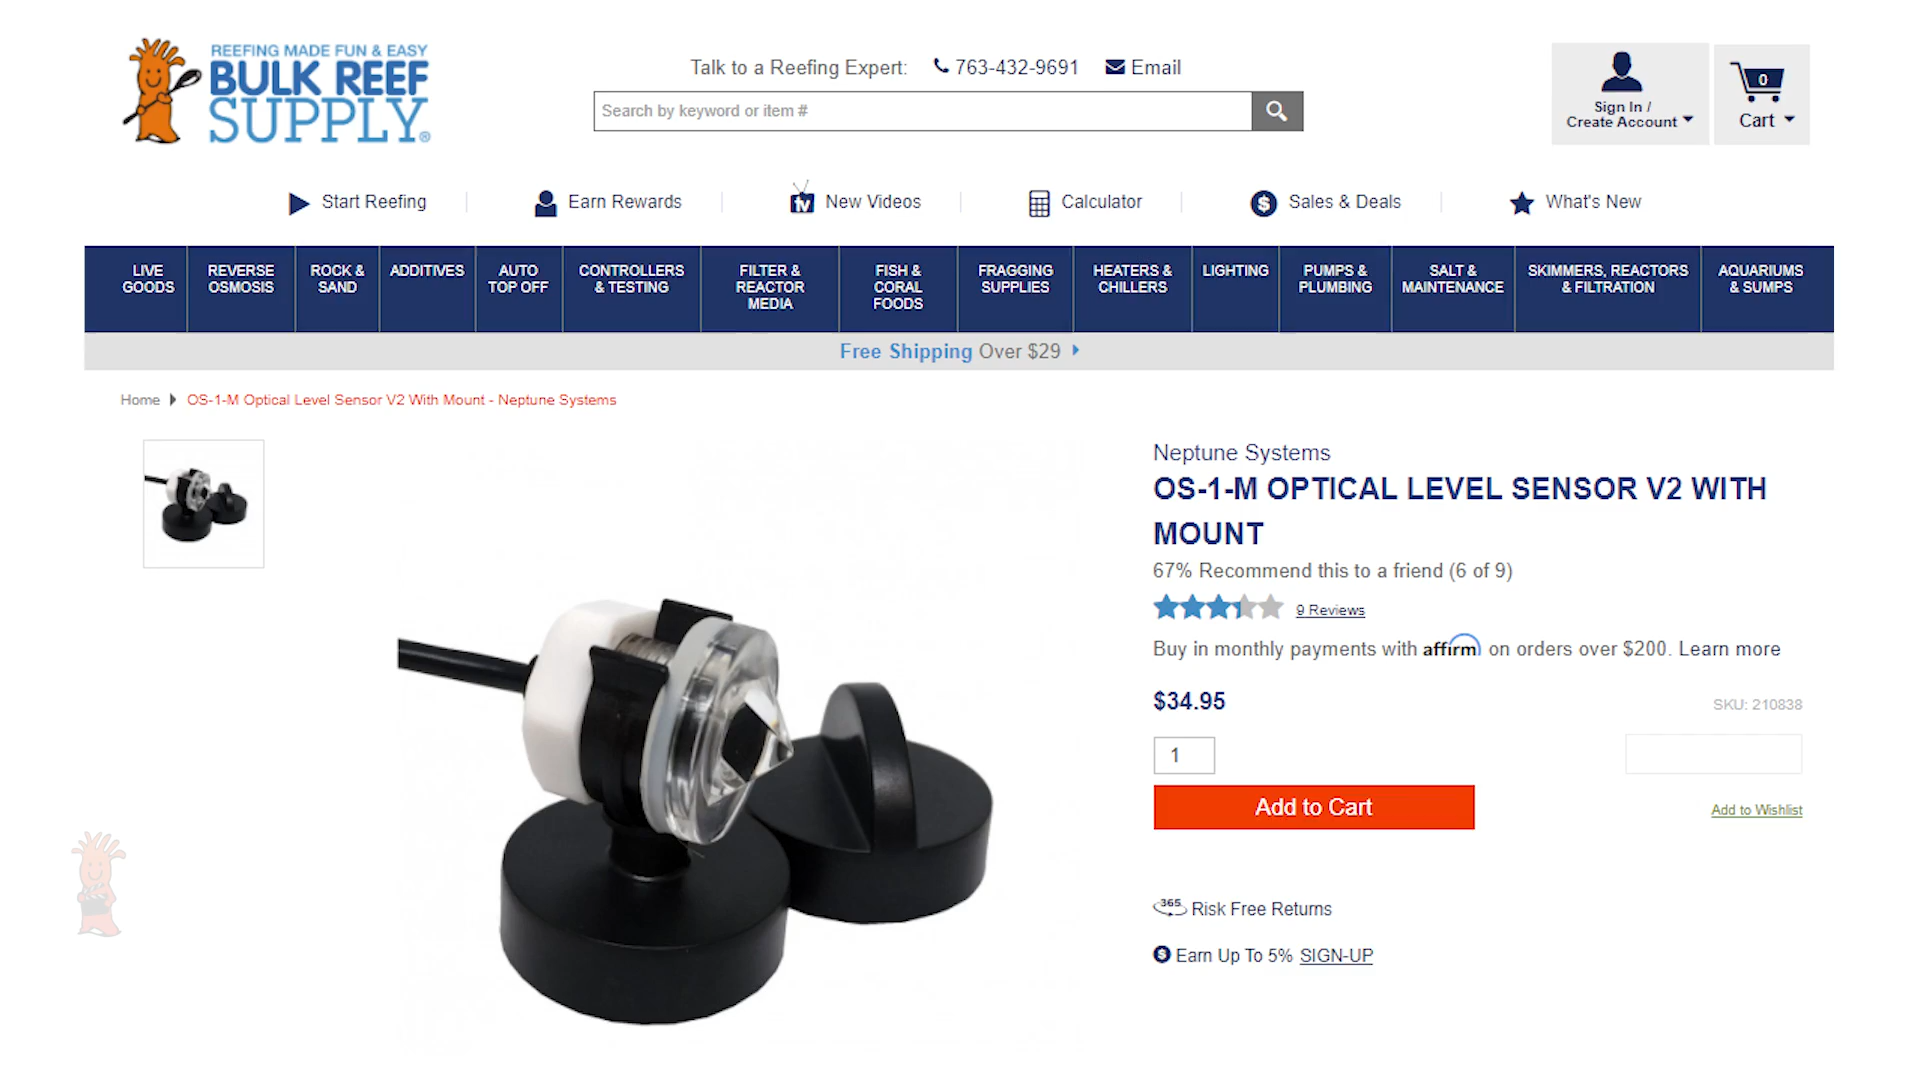 REEFING MADE FUN & EASY
BULK REEF
SUPPLY®
Talk to a Reefing Expert: 763-432-9691 Email
Search by keyword or item #
Sign In /
Create Account
0
Cart
Start Reefing
Earn Rewards
tv New Videos
Calculator
$ Sales & Deals
What's New
LIVE
GOODS
REVERSE
OSMOSIS
ROCK &
SAND
ADDITIVES
AUTO
TOP OFF
CONTROLLERS
& TESTING
FILTER &
REACTOR
MEDIA
FISH &
CORAL
FOODS
FRAGGING
SUPPLIES
HEATERS &
CHILLERS
LIGHTING
PUMPS &
PLUMBING
SALT &
MAINTENANCE
SKIMMERS, REACTORS
& FILTRATION
AQUARIUMS
& SUMPS
Free Shipping Over $29
Home OS-1-M Optical Level Sensor V2 With Mount - Neptune Systems
Neptune Systems
OS-1-M OPTICAL LEVEL SENSOR V2 WITH
MOUNT
67% Recommend this to a friend (6 of 9)
9 Reviews
Buy in monthly payments with affirm on orders over $200. Learn more
$34.95
SKU: 210838
1
Add to Cart
Add to Wishlist
365 Risk Free Returns
$ Earn Up To 5% SIGN-UP